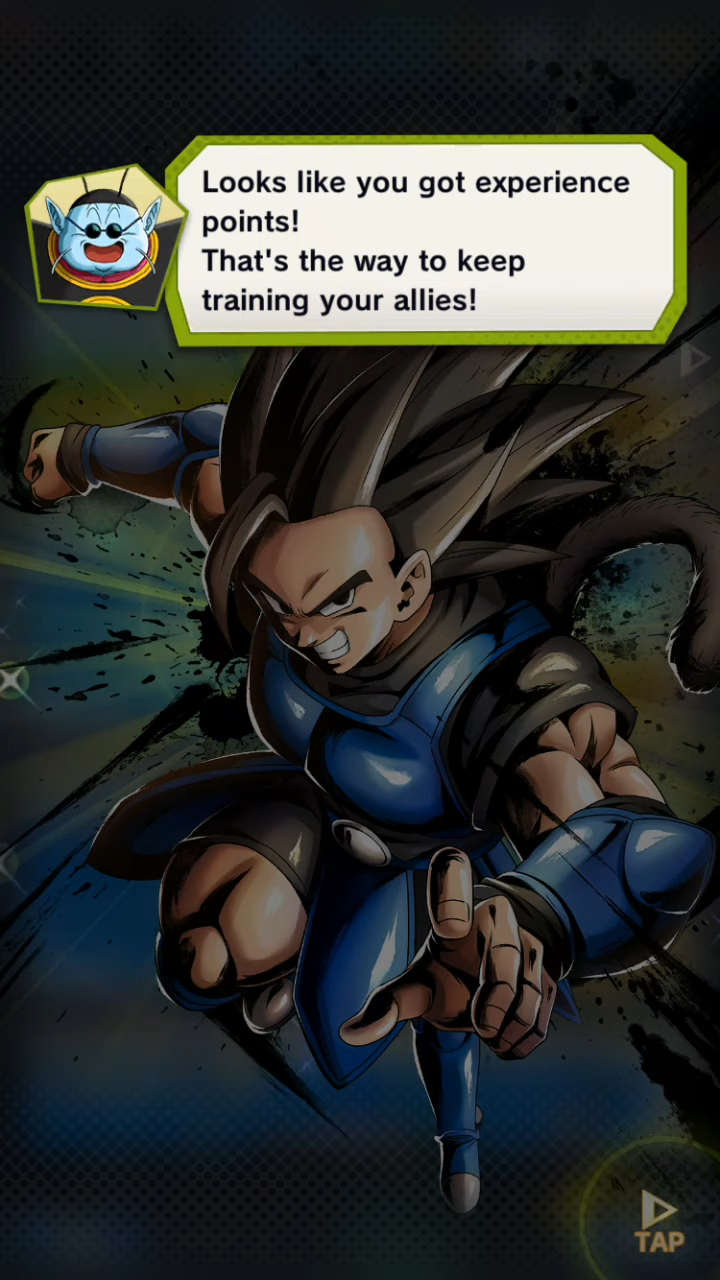 Looks like you got experience
points!
That's the way to keep
training your allies!
TAP